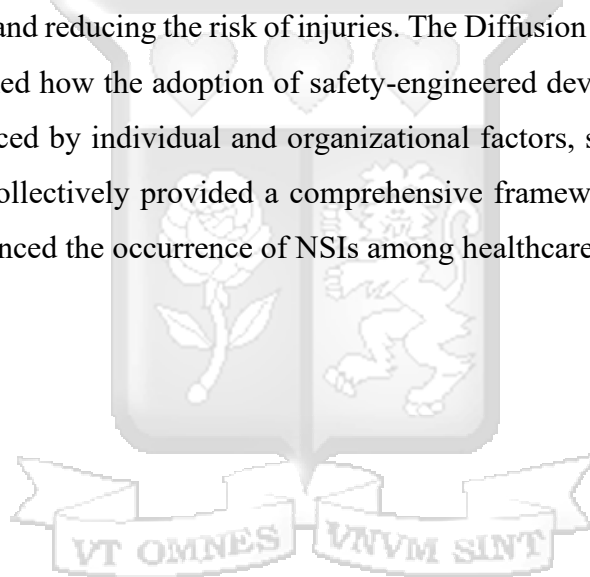 and reducing the risk of injuries. The Diffusion
ed how the adoption of safety-engineered dev
ced by individual and organizational factors, s
ollectively provided a comprehensive framew
nced the occurrence of NSIs among healthcare
VT OMNES VNVM SINT